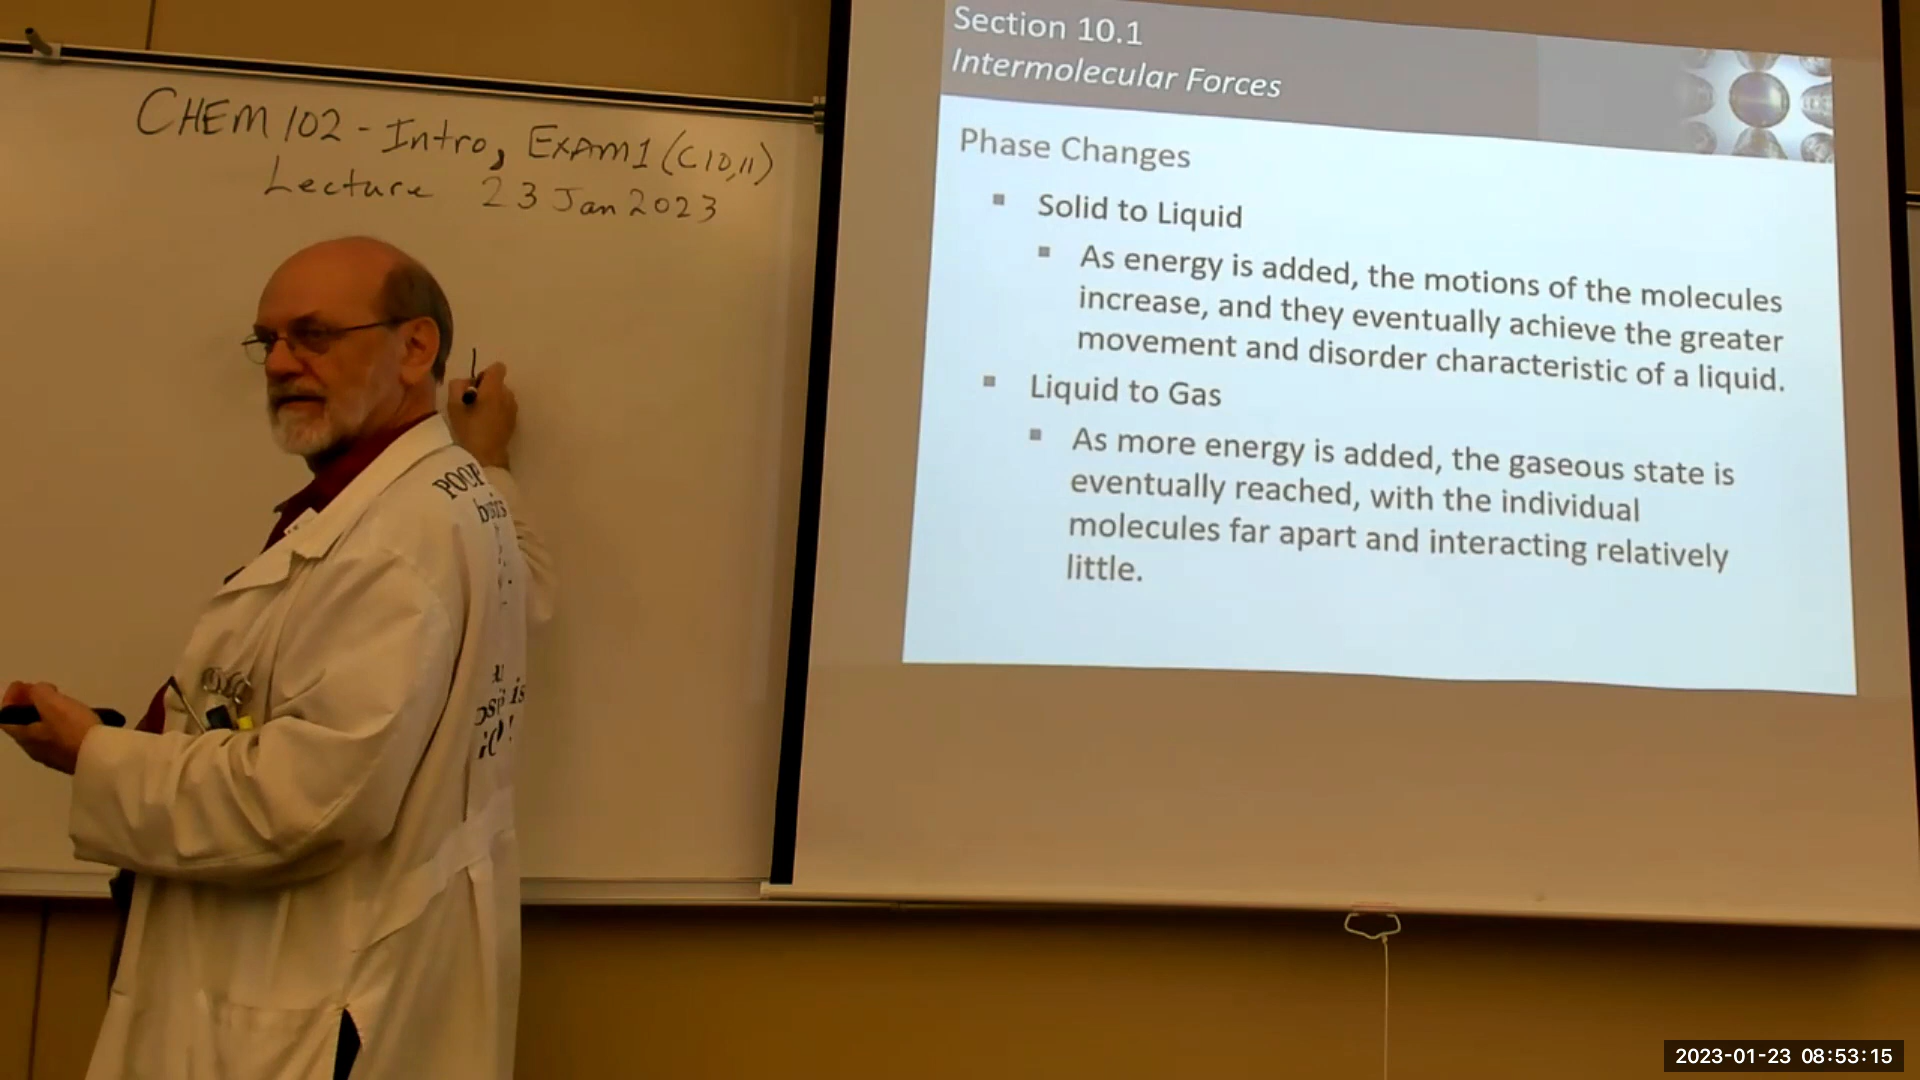 CHEM 102 - Intro, EXAM1 (C10,11)
Lecture 23 Jan 2023
Section 10.1
Intermolecular Forces
Phase Changes
▪ Solid to Liquid
▪ As energy is added, the motions of the molecules
increase, and they eventually achieve the greater
movement and disorder characteristic of a liquid.
▪ Liquid to Gas
▪ As more energy is added, the gaseous state is
eventually reached, with the individual
molecules far apart and interacting relatively
little.
2023-01-23 08:53:15